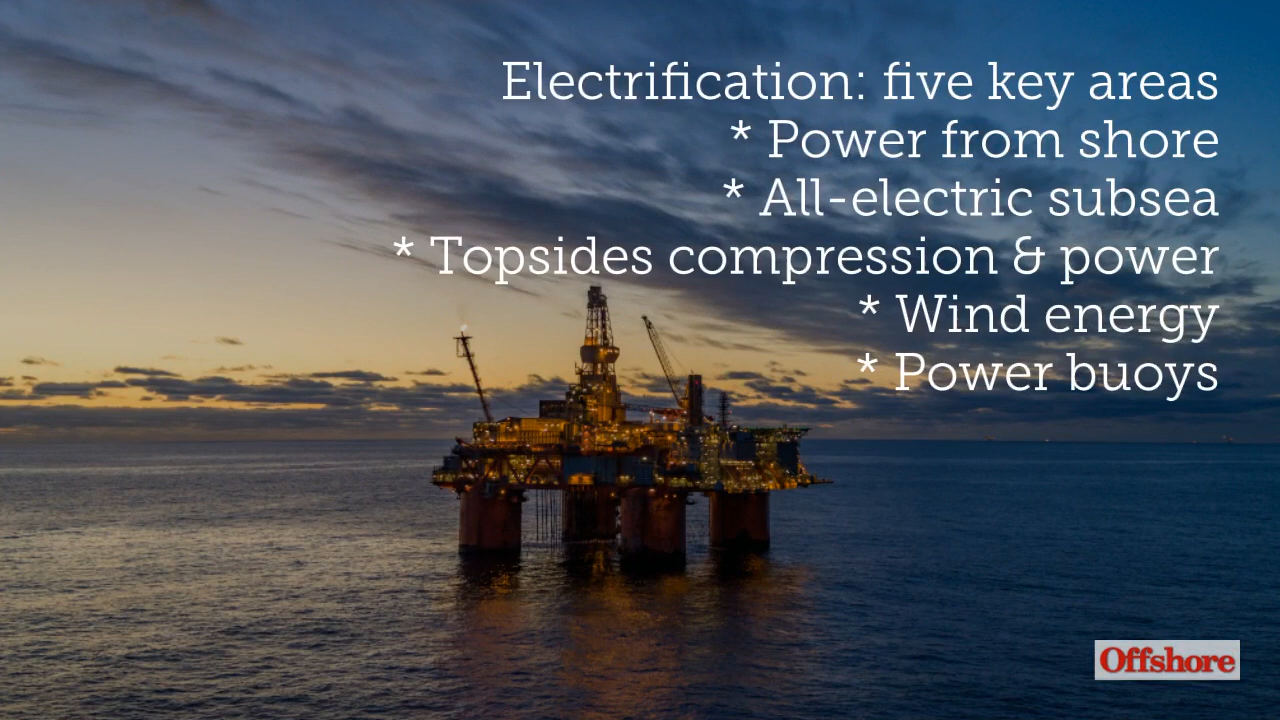 Electrification: five key areas
* Power from shore
* All-electric subsea
* Topsides compression & power
* Wind energy
* Power buoys
Offshore